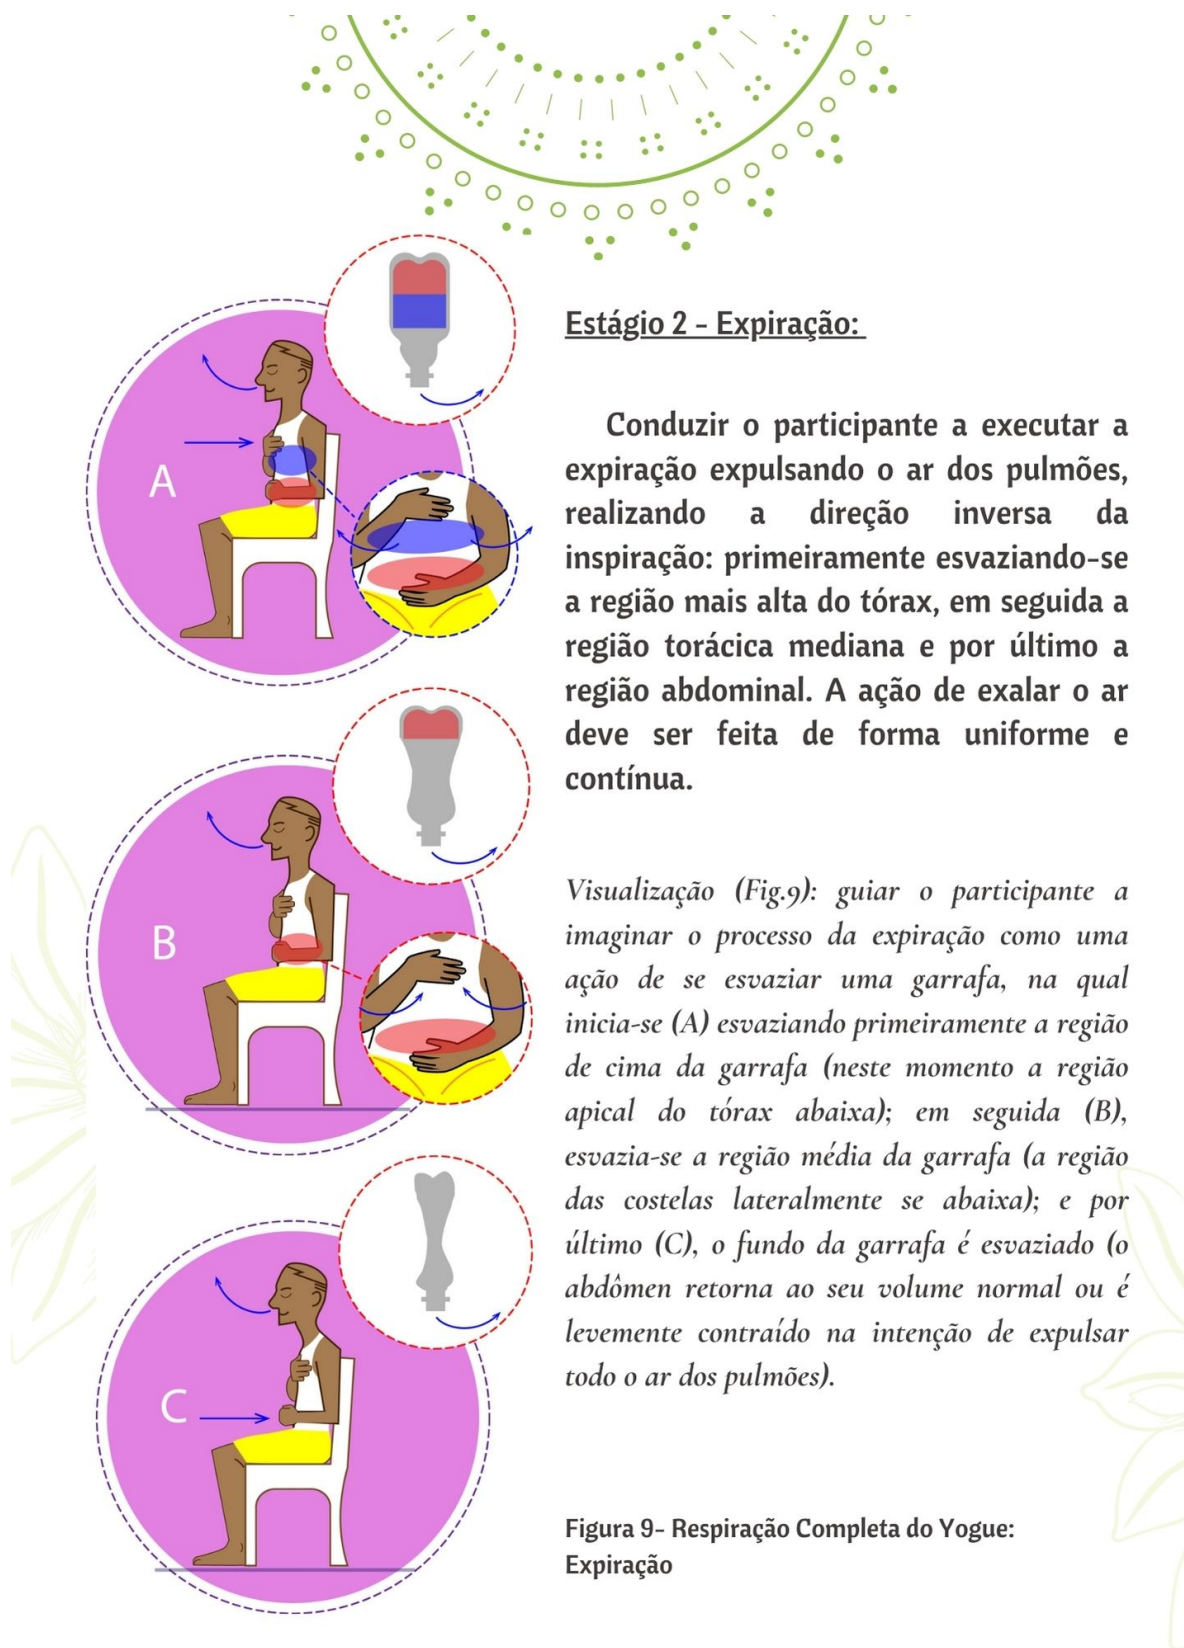 Estágio 2 - Expiração:
Conduzir o participante a executar a
expiração expulsando o ar dos pulmões,
realizando a direção inversa da
inspiração: primeiramente esvaziando-se
a região mais alta do tórax, em seguida a
região torácica mediana e por último a
região abdominal. A ação de exalar o ar
deve ser feita de forma uniforme e
contínua.
Visualização (Fig.9): guiar o participante a
imaginar o processo da expiração como uma
ação de se esvaziar uma garrafa, na qual
inicia-se (A) esvaziando primeiramente a região
de cima da garrafa (neste momento a região
apical do tórax abaixa); em seguida (B),
esvazia-se a região média da garrafa (a região
das costelas lateralmente se abaixa); e por
último (C), o fundo da garrafa é esvaziado (o
abdômen retorna ao seu volume normal ou é
levemente contraído na intenção de expulsar
todo o ar dos pulmões).
Figura 9- Respiração Completa do Yogue:
Expiração
A
B
C